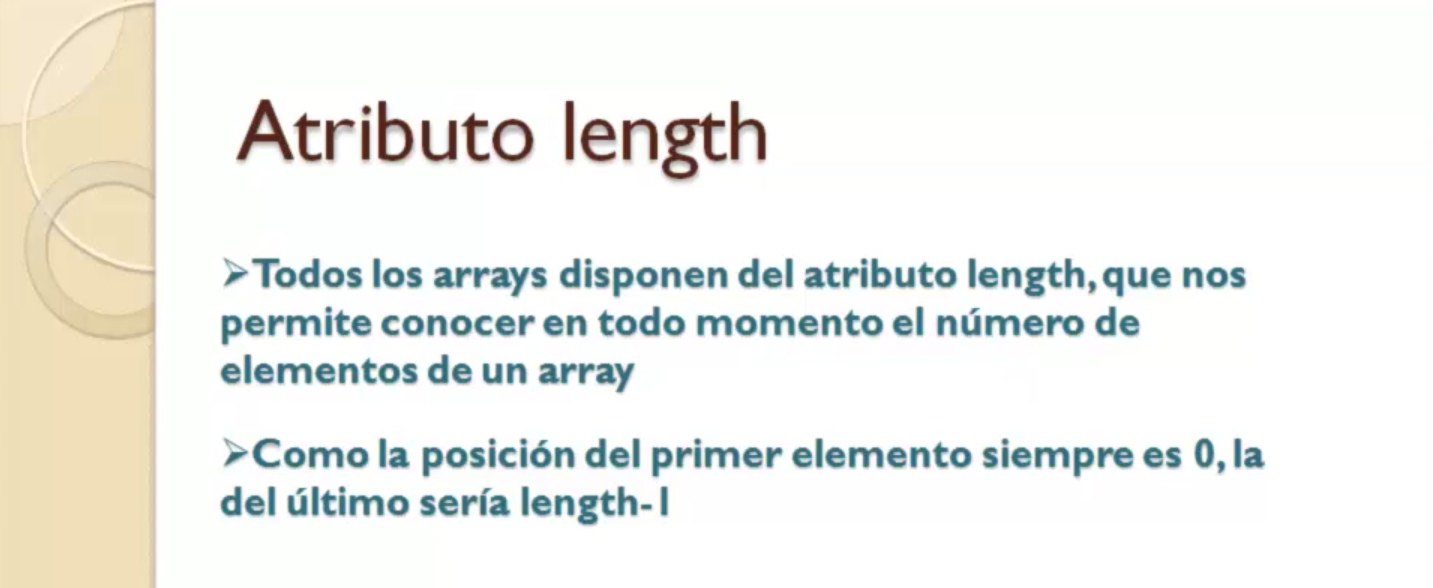 Atributo length
➢Todos los arrays disponen del atributo length, que nos
permite conocer en todo momento el número de
elementos de un array
➢Como la posición del primer elemento siempre es 0, la
del último sería length-1